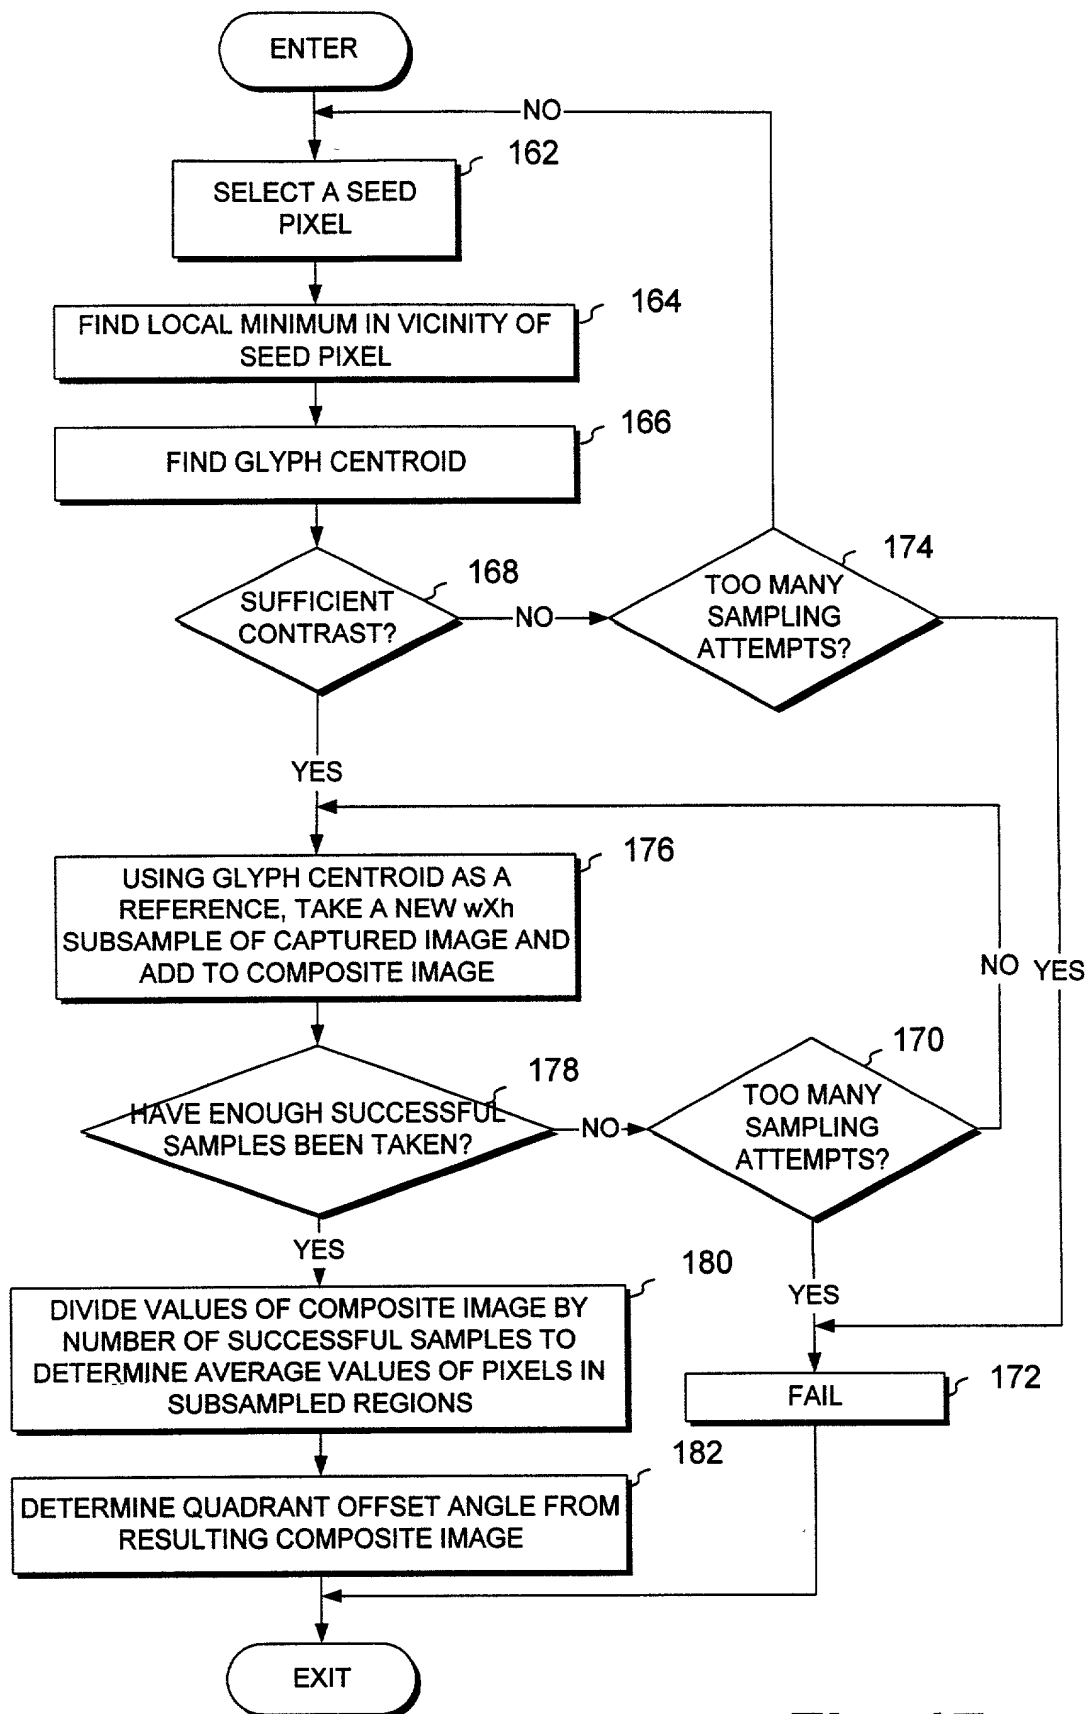 ENTER
NO
162
SELECT A SEED
PIXEL
164
FIND LOCAL MINIMUM IN VICINITY OF
SEED PIXEL
166
FIND GLYPH CENTROID
168
SUFFICIENT
CONTRAST?
NO
174
TOO MANY
SAMPLING
ATTEMPTS?
YES
176
USING GLYPH CENTROID AS A
REFERENCE, TAKE A NEW wXh
SUBSAMPLE OF CAPTURED IMAGE AND
ADD TO COMPOSITE IMAGE
NO
YES
178
HAVE ENOUGH SUCCESSFUL
SAMPLES BEEN TAKEN?
NO
170
TOO MANY
SAMPLING
ATTEMPTS?
YES
YES
180
DIVIDE VALUES OF COMPOSITE IMAGE BY
NUMBER OF SUCCESSFUL SAMPLES TO
DETERMINE AVERAGE VALUES OF PIXELS IN
SUBSAMPLED REGIONS
172
FAIL
182
DETERMINE QUADRANT OFFSET ANGLE FROM
RESULTING COMPOSITE IMAGE
EXIT